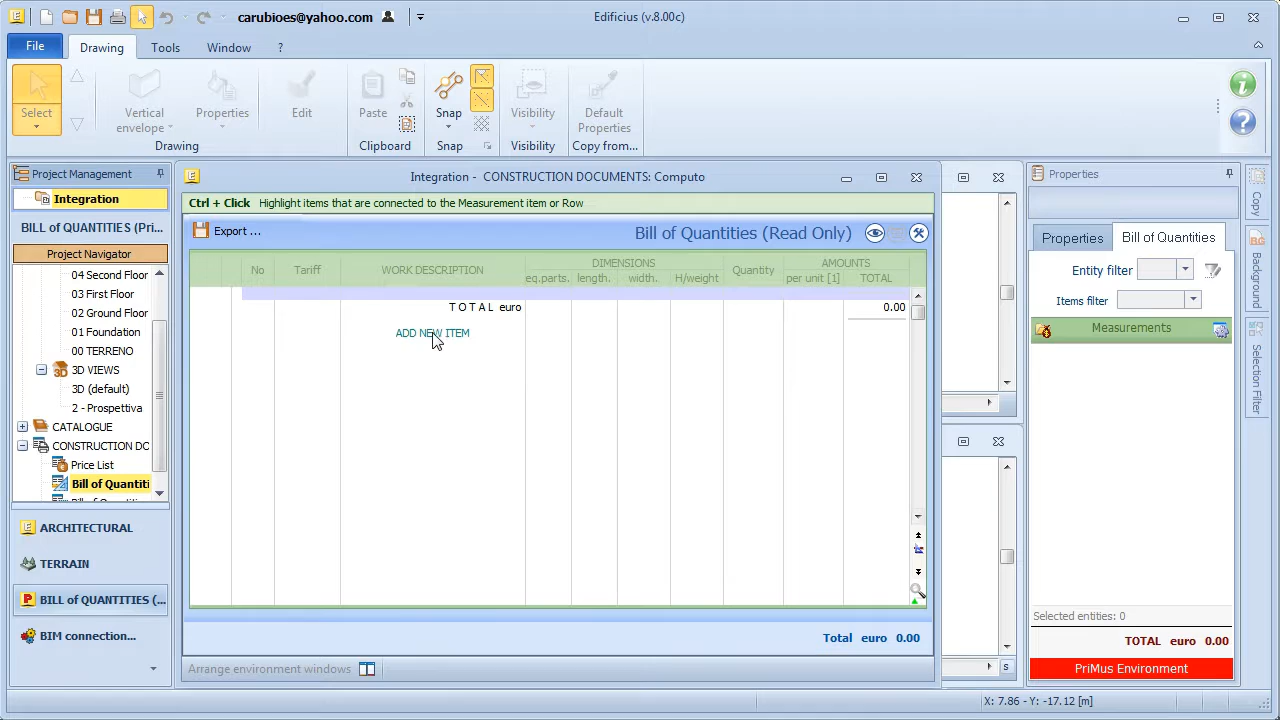 carubioes@yahoo.com
Edificius (v.8.00c)
File
Drawing
Tools
Window
?
Select
Vertical
envelope
Properties
Edit
Drawing
Paste
Clipboard
Snap
Snap
Visibility
Visibility
Default
Properties
Copy from...
Project Management
Integration
BILL of QUANTITIES (Pri...
Project Navigator
04 Second Floor
03 First Floor
02 Ground Floor
01 Foundation
00 TERRENO
3D VIEWS
3D (default)
2 - Prospettiva
CATALOGUE
CONSTRUCTION DO
Price List
Bill of Quantiti
ARCHITECTURAL
TERRAIN
BILL of QUANTITIES (...
BIM connection...
Integration - CONSTRUCTION DOCUMENTS: Computo
Ctrl + Click Highlight items that are connected to the Measurement item or Row
Export ...
Bill of Quantities (Read Only)
No
Tariff
WORK DESCRIPTION
DIMENSIONS
eq.parts. length. width. H/weight
Quantity
AMOUNTS
per unit [1] TOTAL
T O T A L euro
0.00
ADD NEW ITEM
Total euro 0.00
Arrange environment windows
S
Properties
Properties
Bill of Quantities
Entity filter
Items filter
Measurements
Selected entities: 0
TOTAL euro 0.00
PriMus Environment
Copy
Background
Selection Filter
X: 7.86 - Y: -17.12 [m]